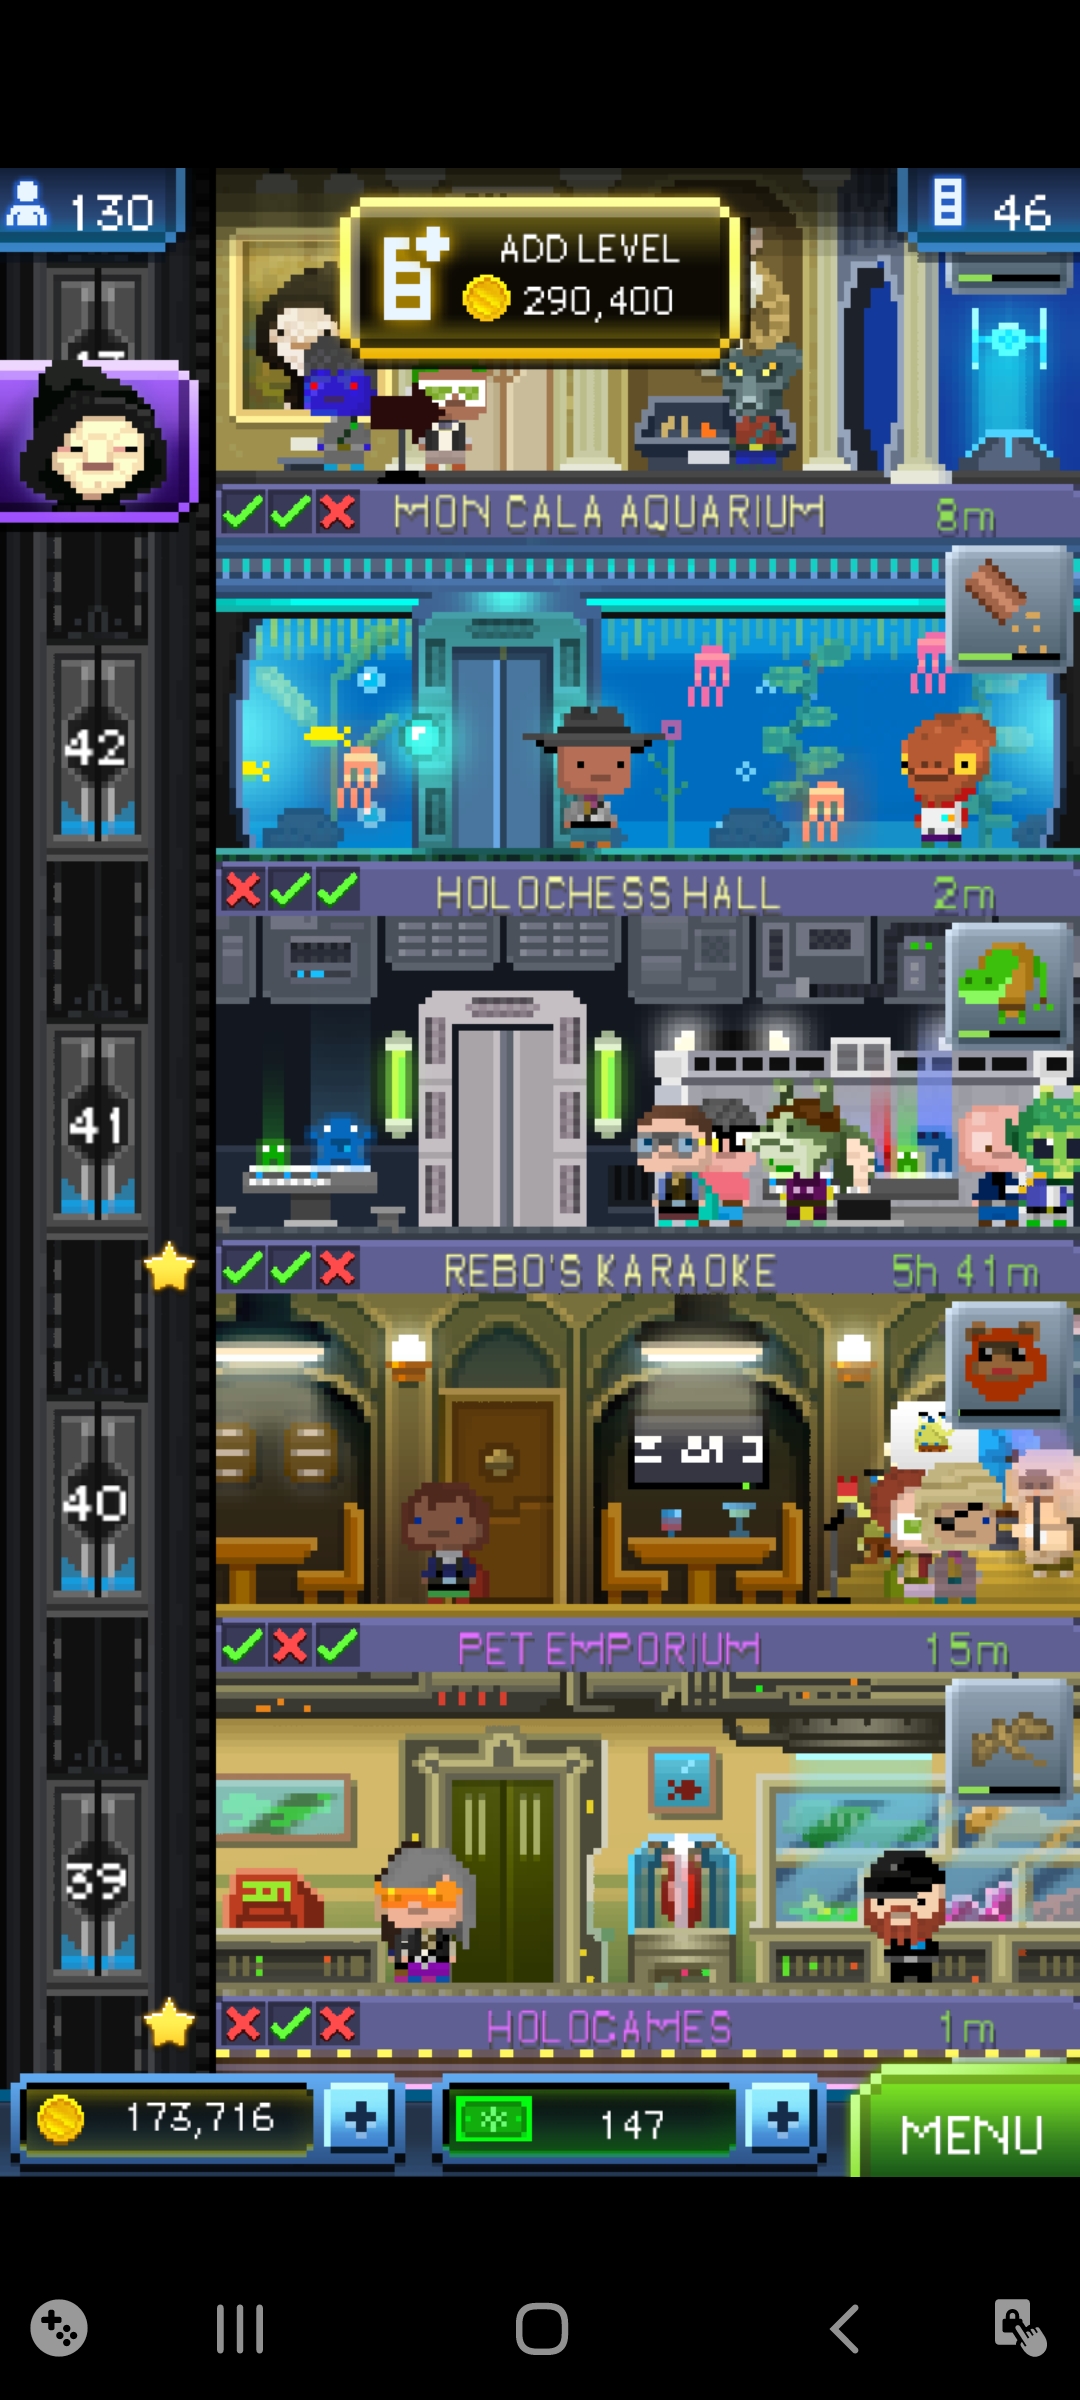 130
ADD LEVEL
290,400
46
MON CALA AQUARIUM 8m
42
HOLOCHESS HALL 2m
41
REBO'S KARAOKE 5h 41m
40
PET EMPORIUM 15m
39
HOLOGAMES 1m
173,716 + 147 + MENU